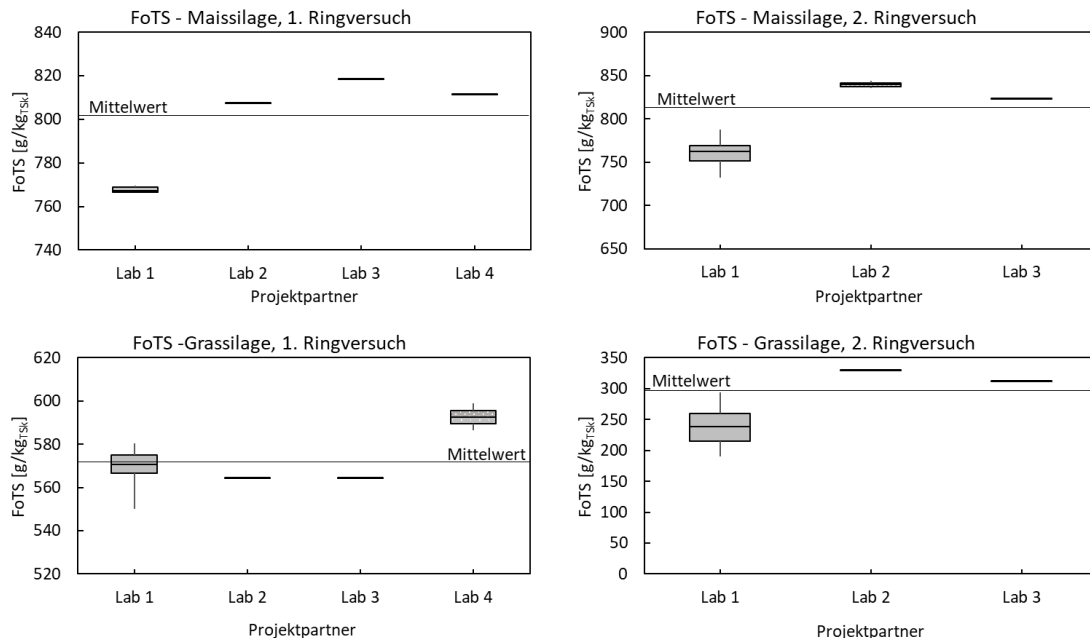 FoTS - Maissilage, 1. Ringversuch
840
820
800
780
760
740
FoTS [g/kgTSk]
Mittelwert
Lab 1 Lab 2 Lab 3 Lab 4
Projektpartner
FoTS - Maissilage, 2. Ringversuch
900
850
800
750
700
650
FoTS [g/kgTSk]
Mittelwert
Lab 1 Lab 2 Lab 3
Projektpartner
FoTS -Grassilage, 1. Ringversuch
620
600
580
560
540
520
FoTS [g/kgTSk]
Mittelwert
Lab 1 Lab 2 Lab 3 Lab 4
Projektpartner
FoTS - Grassilage, 2. Ringversuch
350
300
250
200
150
100
50
0
FoTS [g/kgTSk]
Mittelwert
Lab 1 Lab 2 Lab 3
Projektpartner